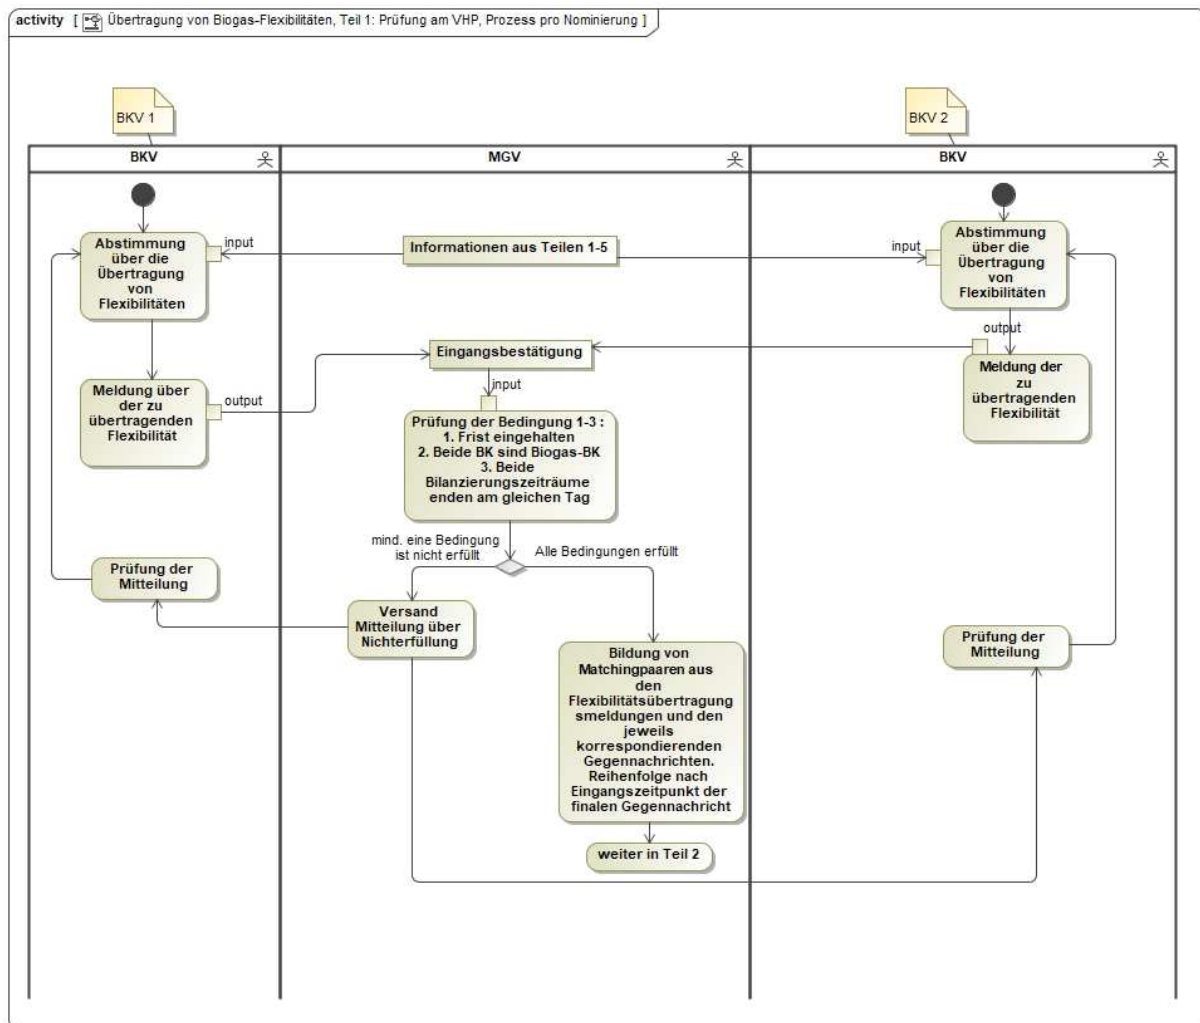 activity [ Übertragung von Biogas-Flexibilitäten, Teil 1: Prüfung am VHP, Prozess pro Nominierung ]
BKV 1
BKV 2
BKV
MGV
BKV
Abstimmung
über die
Übertragung
von
Flexibilitäten
input
Informationen aus Teilen 1-5
input
Abstimmung
über die
Übertragung
von
Flexibilitäten
output
Eingangsbestätigung
Meldung der
zu
übertragenden
Flexibilität
Meldung über
der zu
übertragenden
Flexibilität
output
input
Prüfung der Bedingung 1-3 :
1. Frist eingehalten
2. Beide BK sind Biogas-BK
3. Beide
Bilanzierungszeiträume
enden am gleichen Tag
mind. eine Bedingung
ist nicht erfüllt
Alle Bedingungen erfüllt
Prüfung der
Mitteilung
Versand
Mitteilung über
Nichterfüllung
Prüfung der
Mitteilung
Bildung von
Matchingpaaren aus
den
Flexibilitätsübertragung
smeldungen und den
jeweils
korrespondierenden
Gegennachrichten.
Reihenfolge nach
Eingangszeitpunkt der
finalen Gegennachricht
weiter in Teil 2